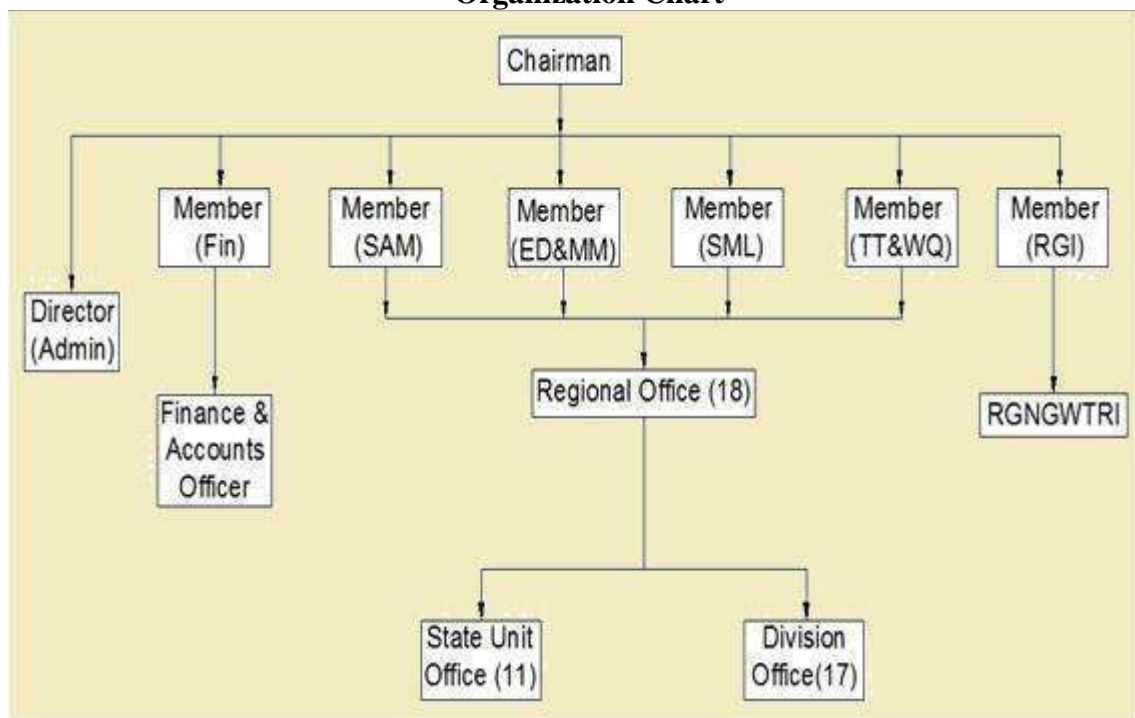 Organization Chart
Chairman
Member
(Fin)
Member
(SAM)
Member
(ED&MM)
Member
(SML)
Member
(TT&WQ)
Member
(RGI)
Director
(Admin)
Regional Office (18)
RGNGWTRI
Finance &
Accounts
Officer
State Unit
Office (11)
Division
Office(17)